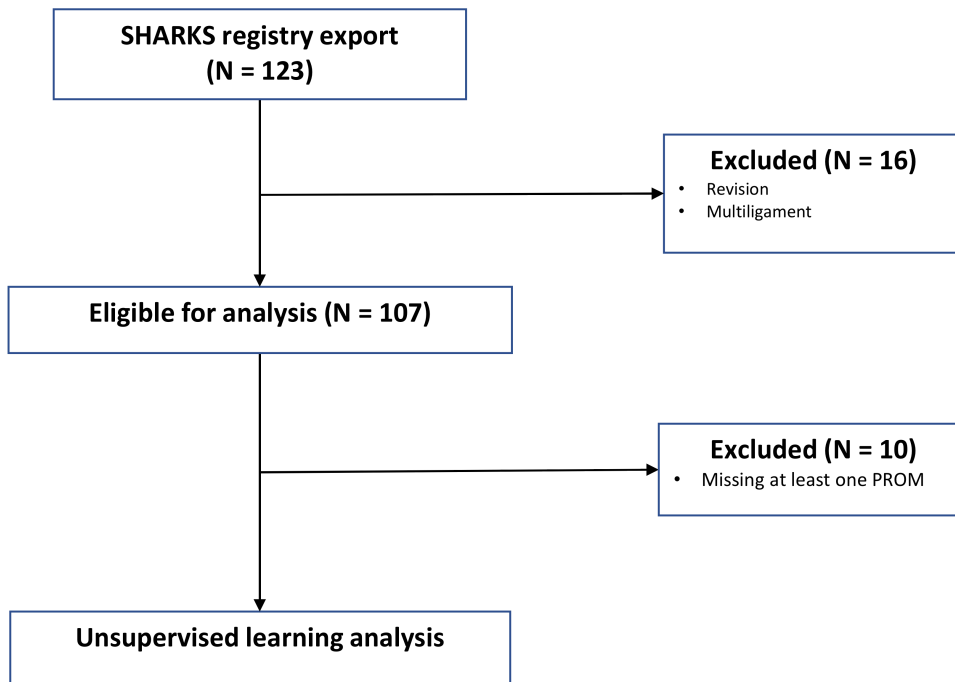 SHARKS registry export
(N = 123)
Excluded (N = 16)
• Revision
• Multiligament
Eligible for analysis (N = 107)
Excluded (N = 10)
• Missing at least one PROM
Unsupervised learning analysis